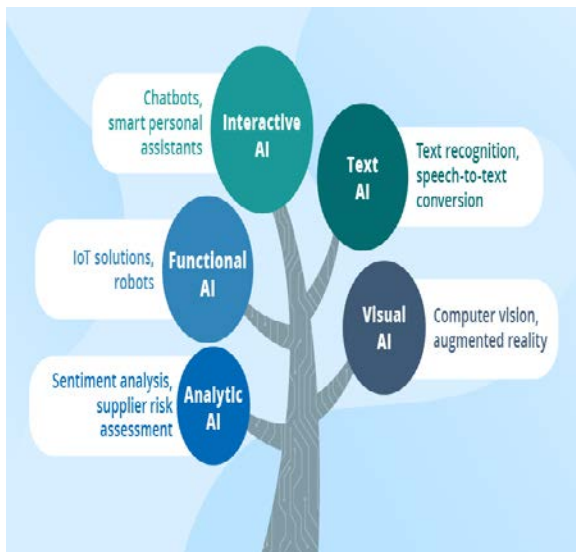 Chatbots,
smart personal
assistants
Interactive
AI
Text
AI
Text recognition,
speech-to-text
conversion
IoT solutions,
robots
Functional
AI
Visual
AI
Computer vision,
augmented reality
Sentiment analysis,
supplier risk
assessment
Analytic
AI